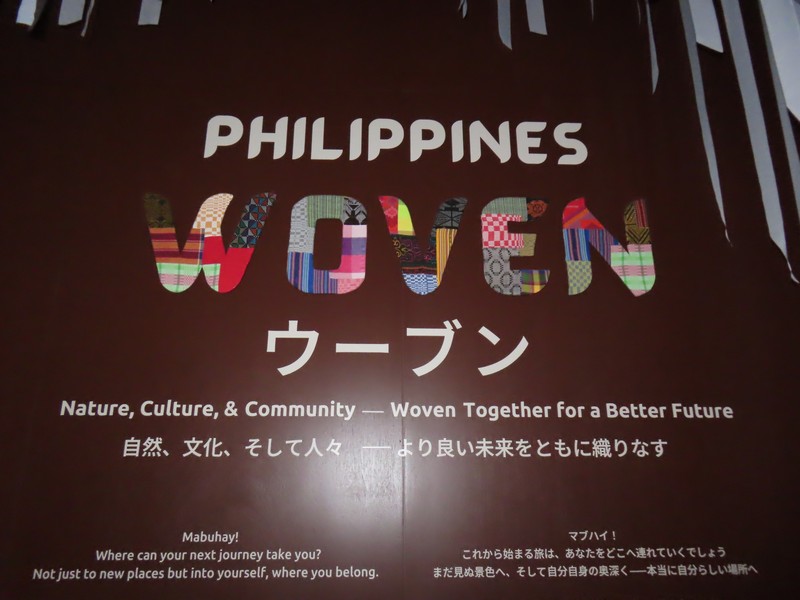 PHILIPPINES
WOVEN
ウーブン
Nature, Culture, & Community — Woven Together for a Better Future
自然、文化、そして人々 ── より良い未来をともに織りなす
Mabuhay!
Where can your next journey take you?
Not just to new places but into yourself, where you belong.
マブハイ！
これから始まる旅は、あなたをどこへ連れていくでしょう
まだ見ぬ景色へ、そして自分自身の奥深く──本当に自分らしい場所へ